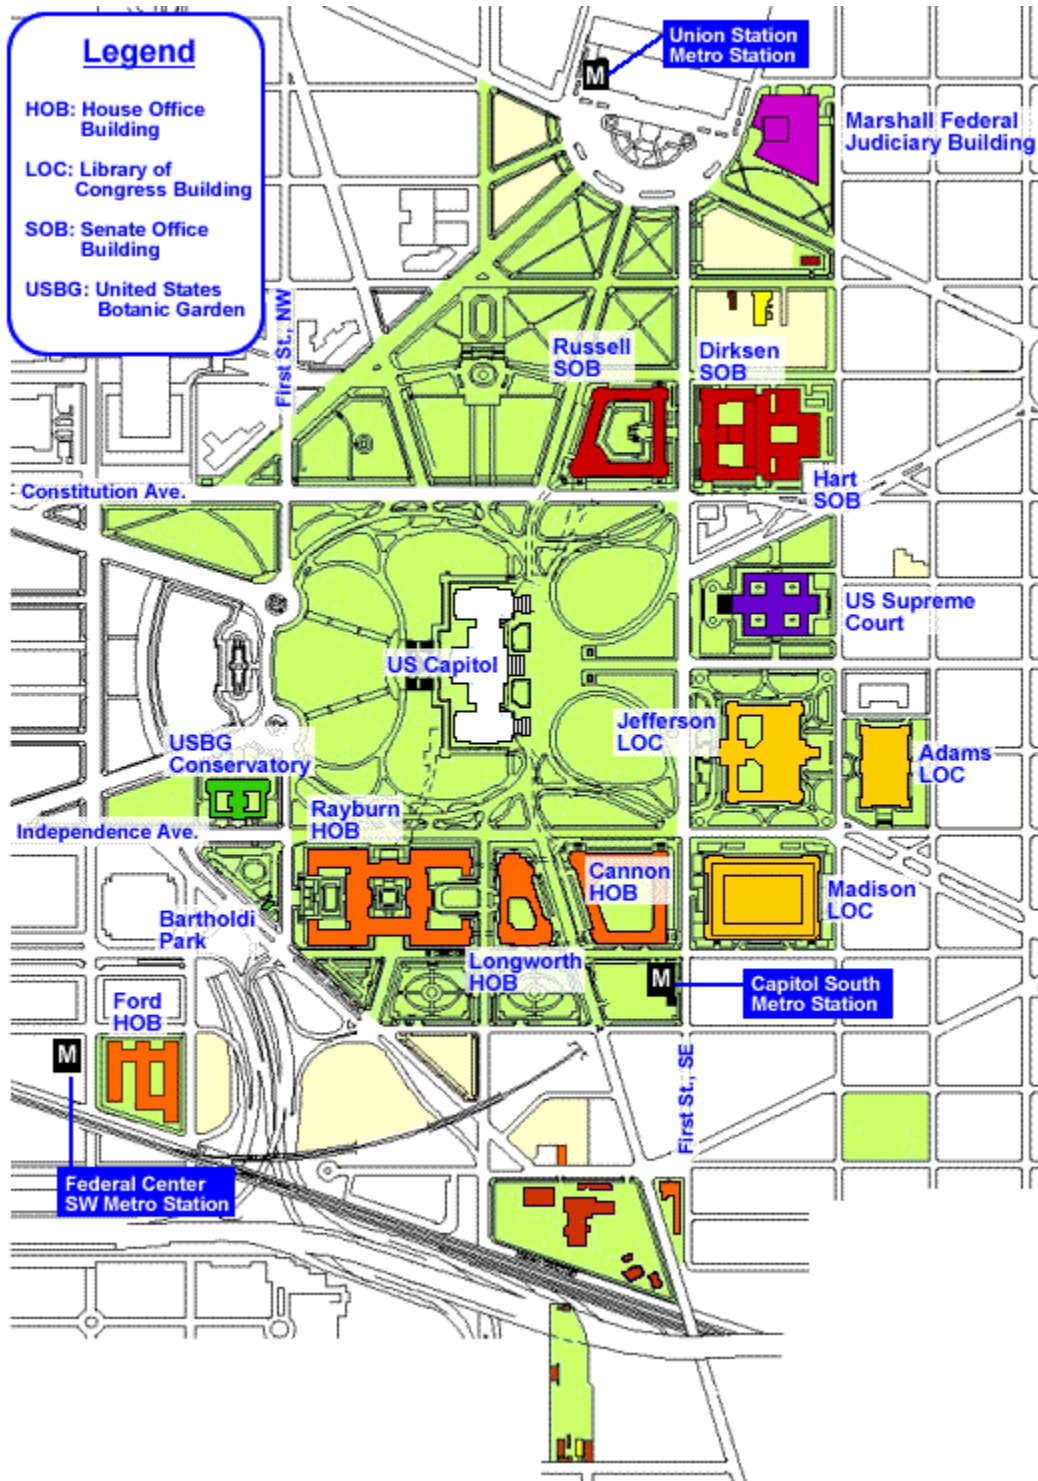 Legend
HOB: House Office
Building
LOC: Library of
Congress Building
SOB: Senate Office
Building
USBG: United States
Botanic Garden
Union Station
Metro Station
M
Marshall Federal
Judiciary Building
First St., NW
Russell
SOB
Dirksen
SOB
Hart
SOB
Constitution Ave.
US Supreme
Court
US Capitol
Jefferson
LOC
Adams
LOC
USBG
Conservatory
Independence Ave.
Rayburn
HOB
Cannon
HOB
Madison
LOC
Bartholdi
Park
Longworth
HOB
M
Capitol South
Metro Station
Ford
HOB
M
First St., SE
Federal Center
SW Metro Station